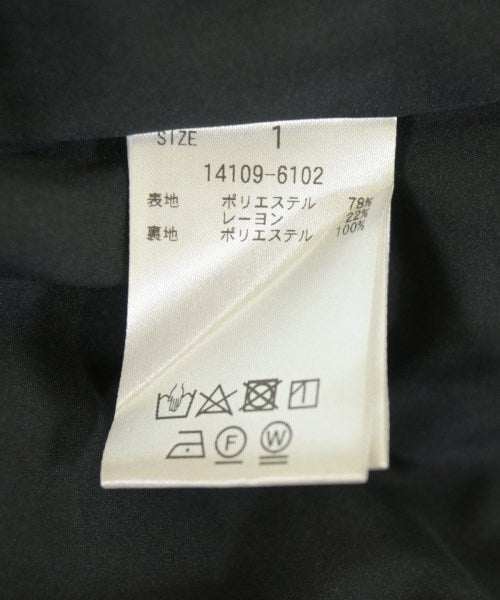 SIZE 1
14109-6102
表地 ポリエステル 78%
レーヨン 22%
裏地 ポリエステル 100%
F W